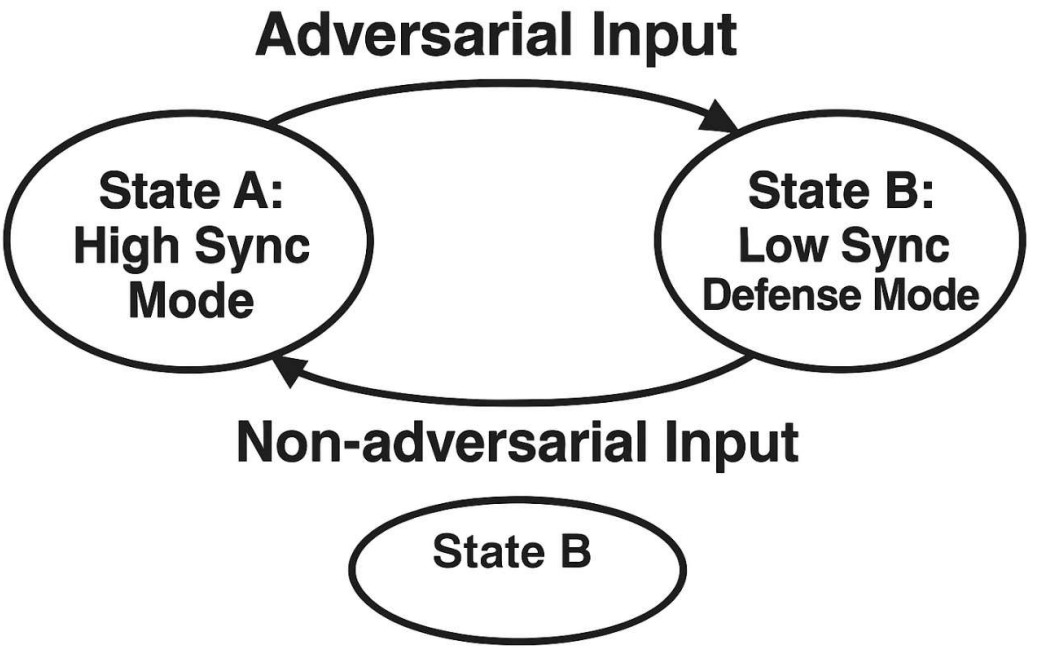 Adversarial Input
State A:
High Sync
Mode
State B:
Low Sync
Defense Mode
Non-adversarial Input
State B